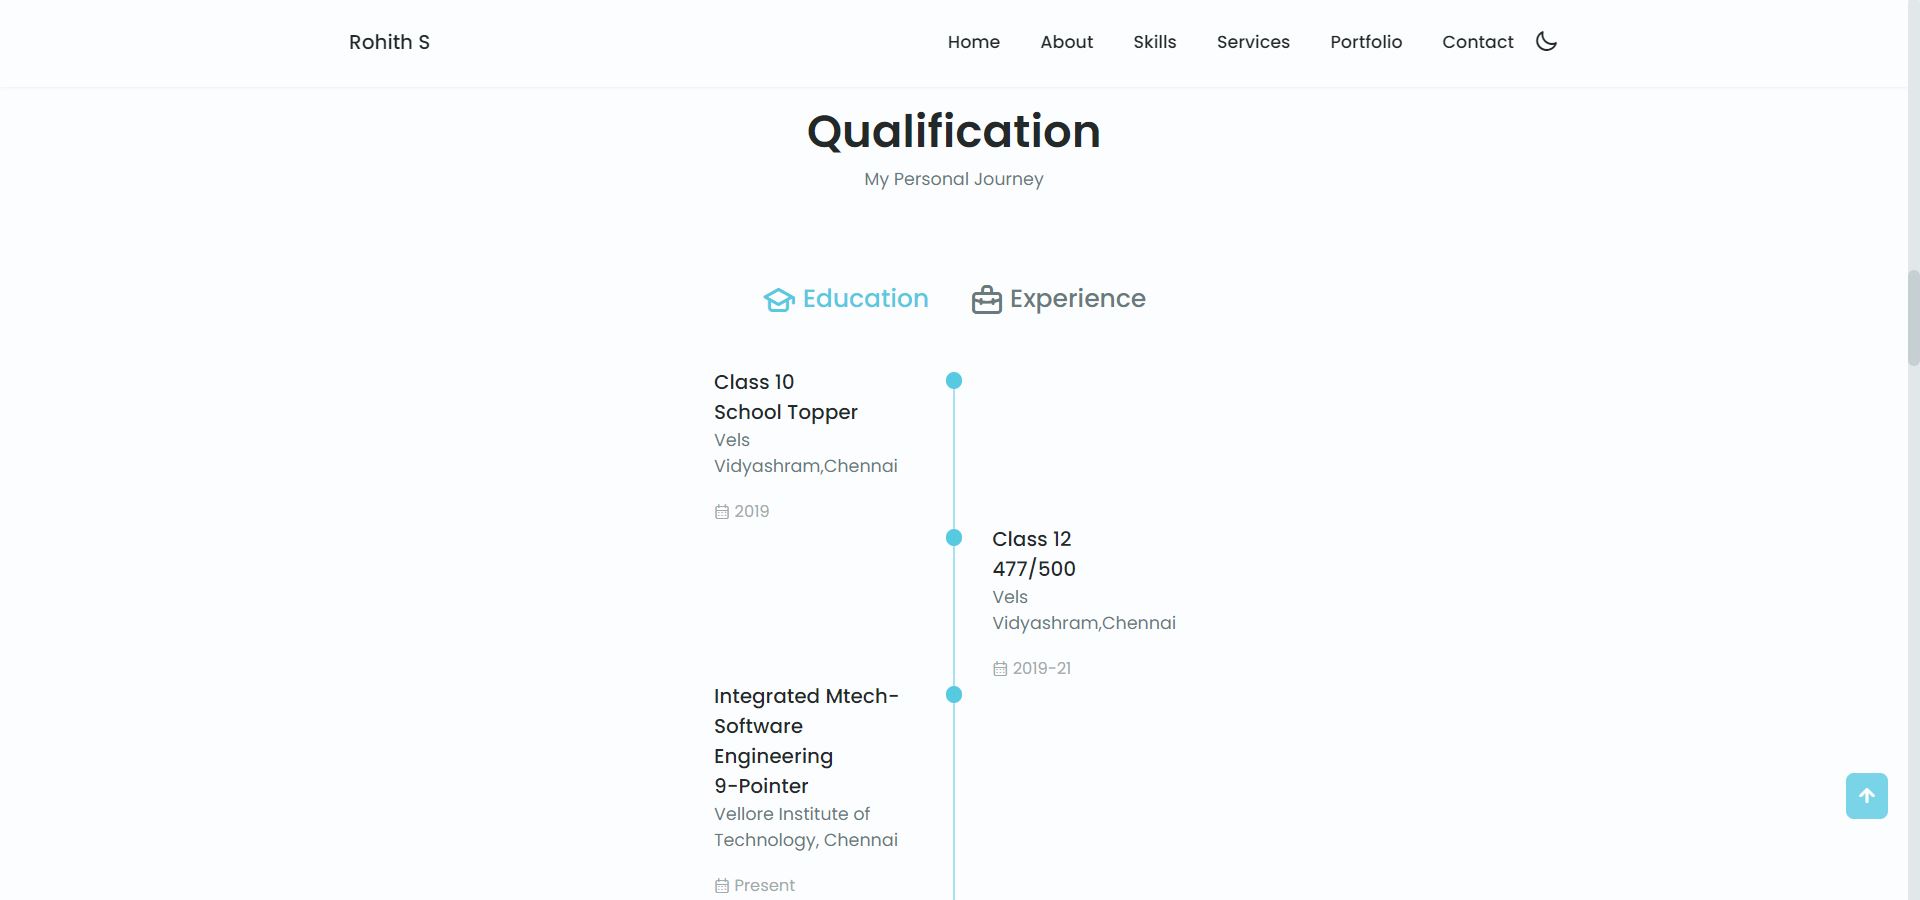 Rohith S
Home About Skills Services Portfolio Contact
Qualification
My Personal Journey
Education Experience
Class 10
School Topper
Vels
Vidyashram,Chennai
2019
Class 12
477/500
Vels
Vidyashram,Chennai
2019-21
Integrated Mtech-
Software
Engineering
9-Pointer
Vellore Institute of
Technology, Chennai
Present